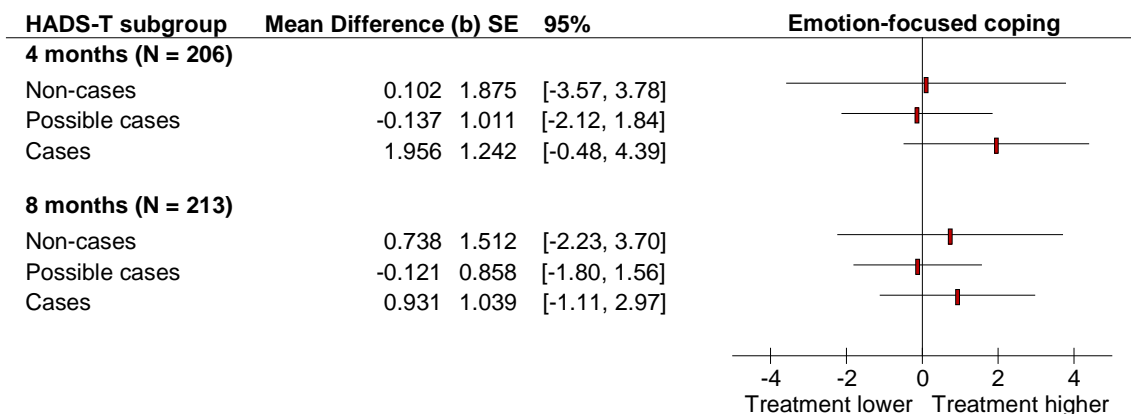 HADS-T subgroup Mean Difference (b) SE 95% Emotion-focused coping
4 months (N = 206)
Non-cases 0.102 1.875 [-3.57, 3.78]
Possible cases -0.137 1.011 [-2.12, 1.84]
Cases 1.956 1.242 [-0.48, 4.39]
8 months (N = 213)
Non-cases 0.738 1.512 [-2.23, 3.70]
Possible cases -0.121 0.858 [-1.80, 1.56]
Cases 0.931 1.039 [-1.11, 2.97]
-4 -2 0 2 4
Treatment lower Treatment higher